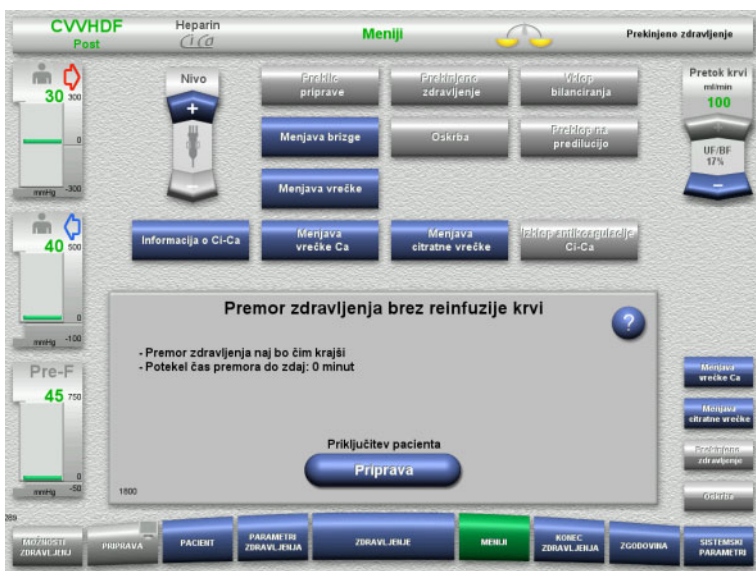 CVVHDF
Post
Heparin
Ci Ca
Meniji
Prekinjeno zdravljenje
30
300
0
-300
mmHg
Nivo
Prekilc
priprave
Prekinjeno
zdravljenje
Vklop
bilanciranja
Pretok krvi
ml/min
100
+
Menjava brizge
Oskrba
Preklop na
predilucijo
UF/BF
17%
–
Menjava vrečke
40
500
0
-100
mmHg
Informacija o Ci-Ca
Menjava
vrečke Ca
Menjava
citratne vrečke
Izklop antikoagulacije
Ci-Ca
Premor zdravljenja brez reinfuzije krvi
?
- Premor zdravljenja naj bo čim krajši
- Potekel čas premora do zdaj: 0 minut
Pre-F
45
750
0
-50
mmHg
Menjava
vrečke Ca
Menjava
citratne vrečke
Prekinjeno
zdravljenje
Oskrba
Priključitev pacienta
Priprava
1800
MOŽNOSTI
ZDRAVLJENJ
PRIPRAVA
PACIENT
PARAMETRI
ZDRAVLJENJA
ZDRAVLJENJE
MENIJI
KONEC
ZDRAVLJENJA
ZGODOVINA
SISTEMSKI
PARAMETRI